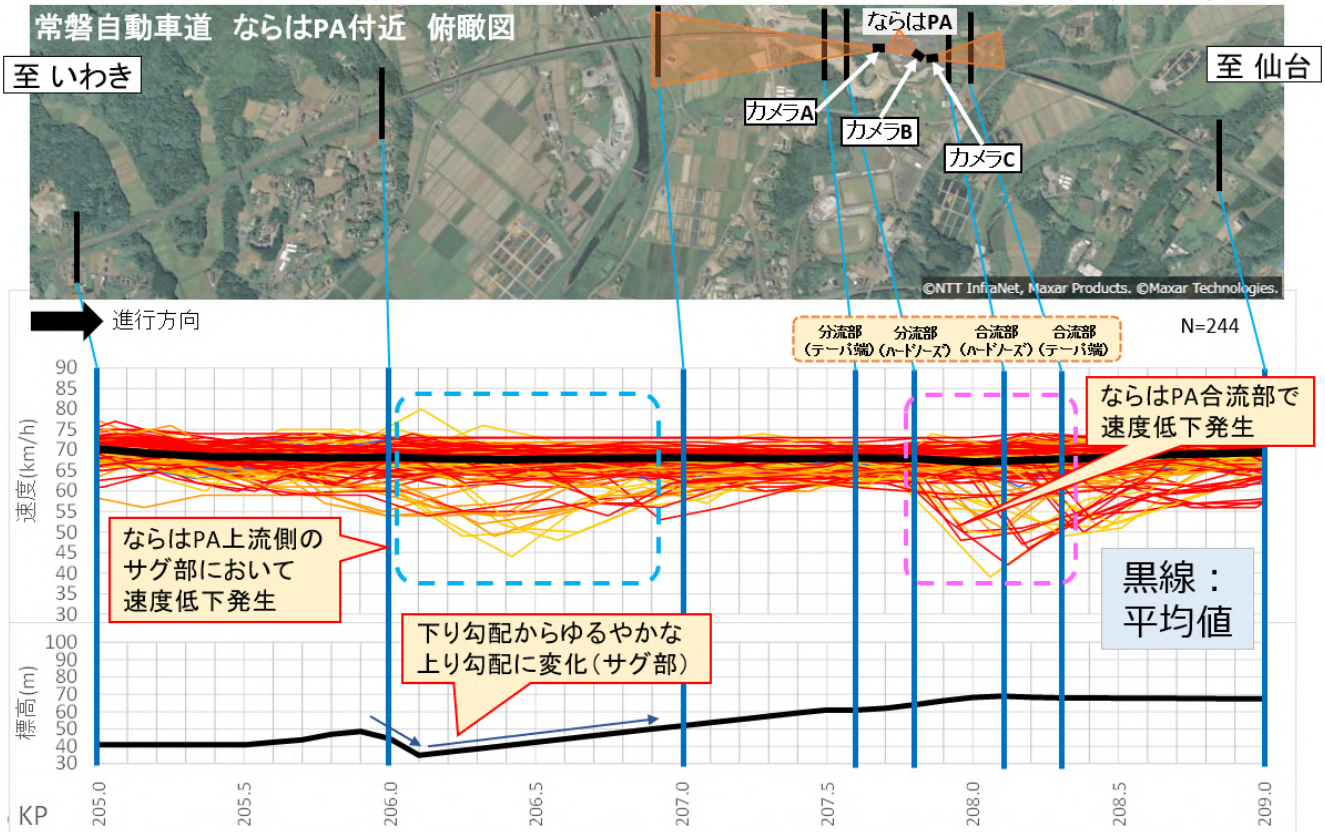 常磐自動車道 ならはPA付近 俯瞰図
至 いわき
ならはPA
至 仙台
カメラA
カメラB
カメラC
©NTT InfraNet, Maxar Products. ©Maxar Technologies.
進行方向
分流部
(テーパ端)
分流部
(ハードノーズ)
合流部
(ハードノーズ)
合流部
(テーパ端)
N=244
速度(km/h)
90
85
80
75
70
65
60
55
50
45
40
35
30
ならはPA合流部で
速度低下発生
ならはPA上流側の
サグ部において
速度低下発生
黒線:
平均値
下り勾配からゆるやかな
上り勾配に変化(サグ部)
標高(m)
100
90
80
70
60
50
40
30
KP
205.0
205.5
206.0
206.5
207.0
207.5
208.0
208.5
209.0